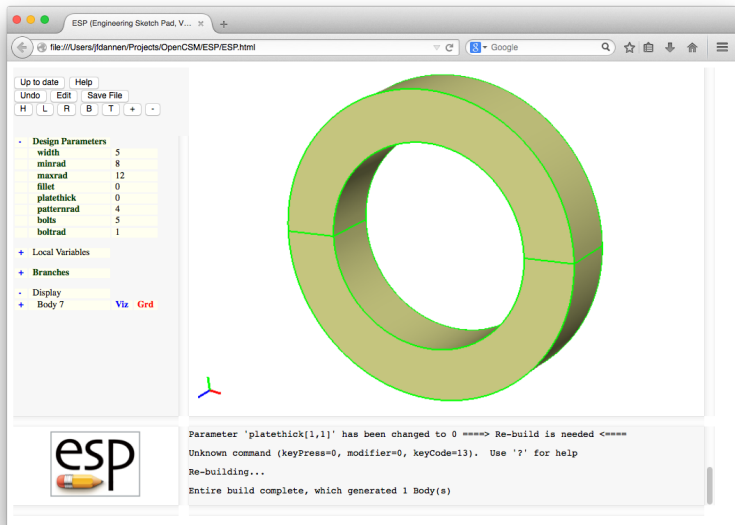 ESP (Engineering Sketch Pad, V...
file:///Users/jfdannen/Projects/OpenCSM/ESP/ESP.html
Google
Up to date Help
Undo Edit Save File
H L R B T + -
- Design Parameters
width 5
minrad 8
maxrad 12
fillet 0
platethick 0
patternrad 4
bolts 5
boltrad 1
+ Local Variables
+ Branches
- Display
+ Body 7 Viz Grd
esp
Parameter 'platethick[1,1]' has been changed to 0 ====> Re-build is needed <====
Unknown command (keyPress=0, modifier=0, keyCode=13).  Use '?' for help
Re-building...
Entire build complete, which generated 1 Body(s)